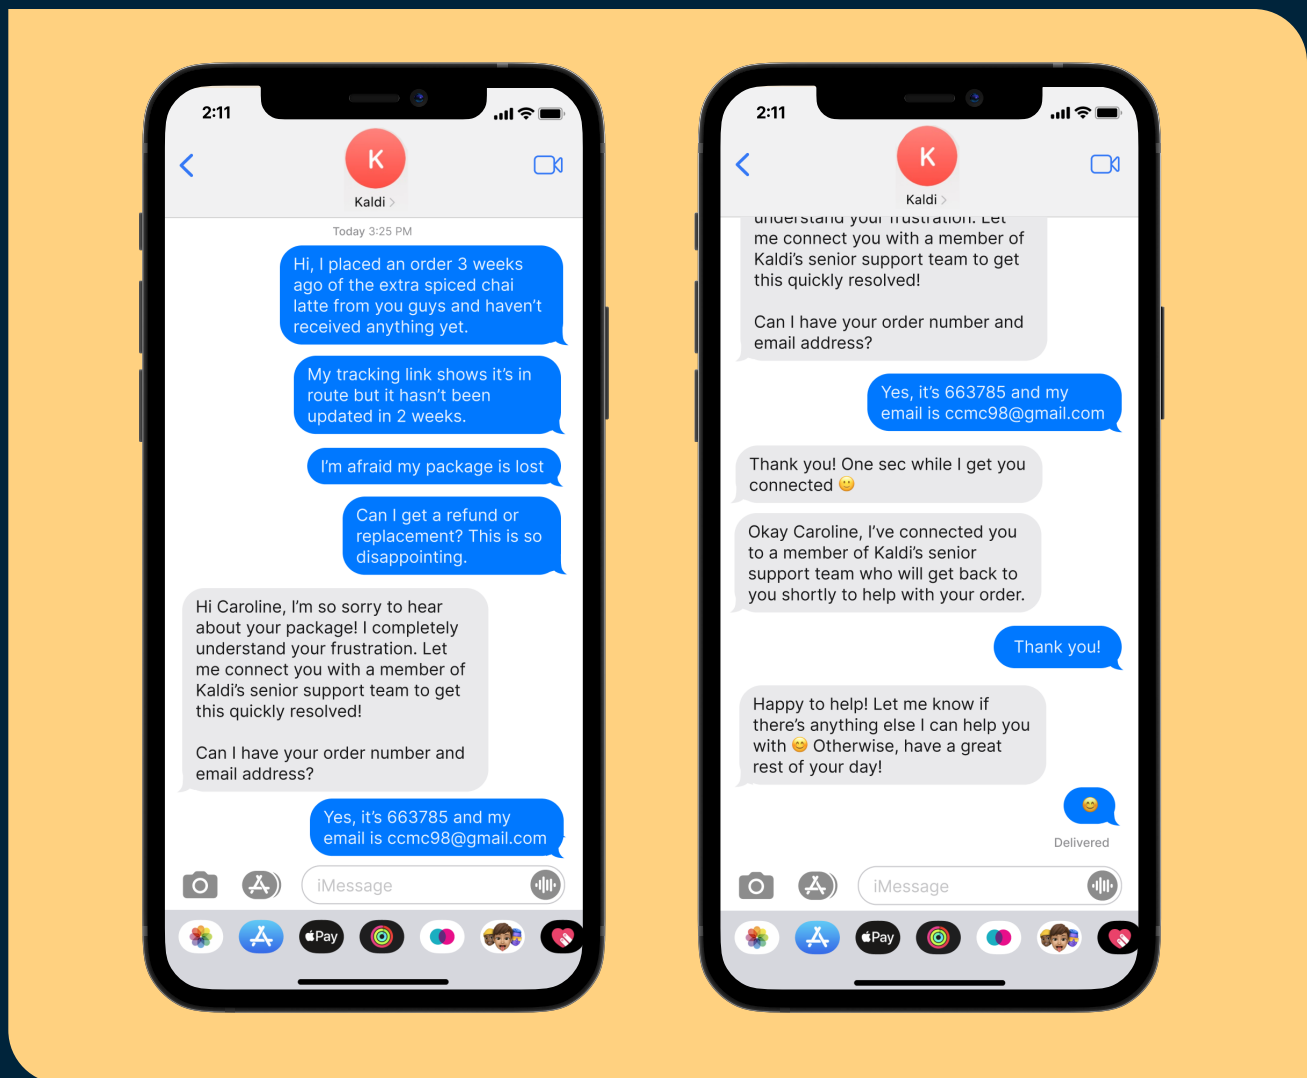 2:11
K
Kaldi
Today 3:25 PM
Hi, I placed an order 3 weeks
ago of the extra spiced chai
latte from you guys and haven't
received anything yet.
My tracking link shows it's in
route but it hasn't been
updated in 2 weeks.
I'm afraid my package is lost
Can I get a refund or
replacement? This is so
disappointing.
Hi Caroline, I'm so sorry to hear
about your package! I completely
understand your frustration. Let
me connect you with a member of
Kaldi's senior support team to get
this quickly resolved!
Can I have your order number and
email address?
Yes, it's 663785 and my
email is ccmc98@gmail.com
iMessage
Pay
2:11
K
Kaldi
understand your frustration. Let
me connect you with a member of
Kaldi's senior support team to get
this quickly resolved!
Can I have your order number and
email address?
Yes, it's 663785 and my
email is ccmc98@gmail.com
Thank you! One sec while I get you
connected 🙂
Okay Caroline, I've connected you
to a member of Kaldi's senior
support team who will get back to
you shortly to help with your order.
Thank you!
Happy to help! Let me know if
there's anything else I can help you
with 😊 Otherwise, have a great
rest of your day!
😊
Delivered
iMessage
Pay